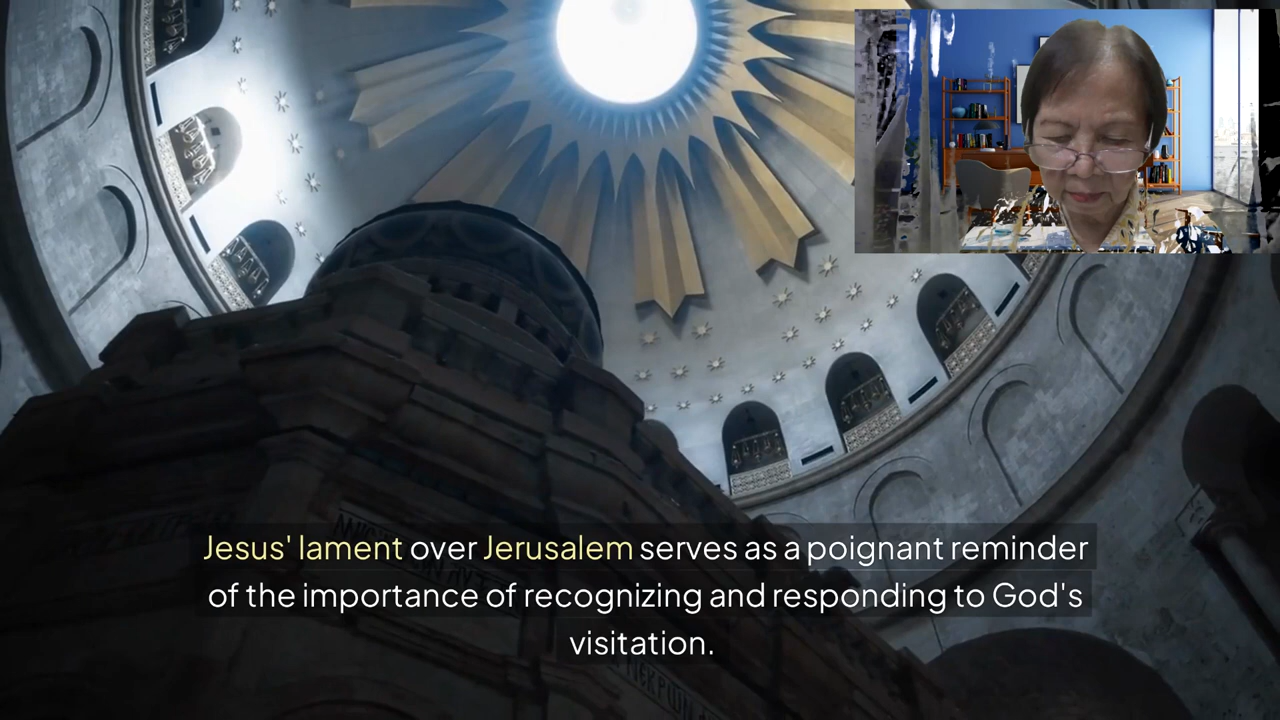 Jesus' lament over Jerusalem serves as a poignant reminder
of the importance of recognizing and responding to God's
visitation.